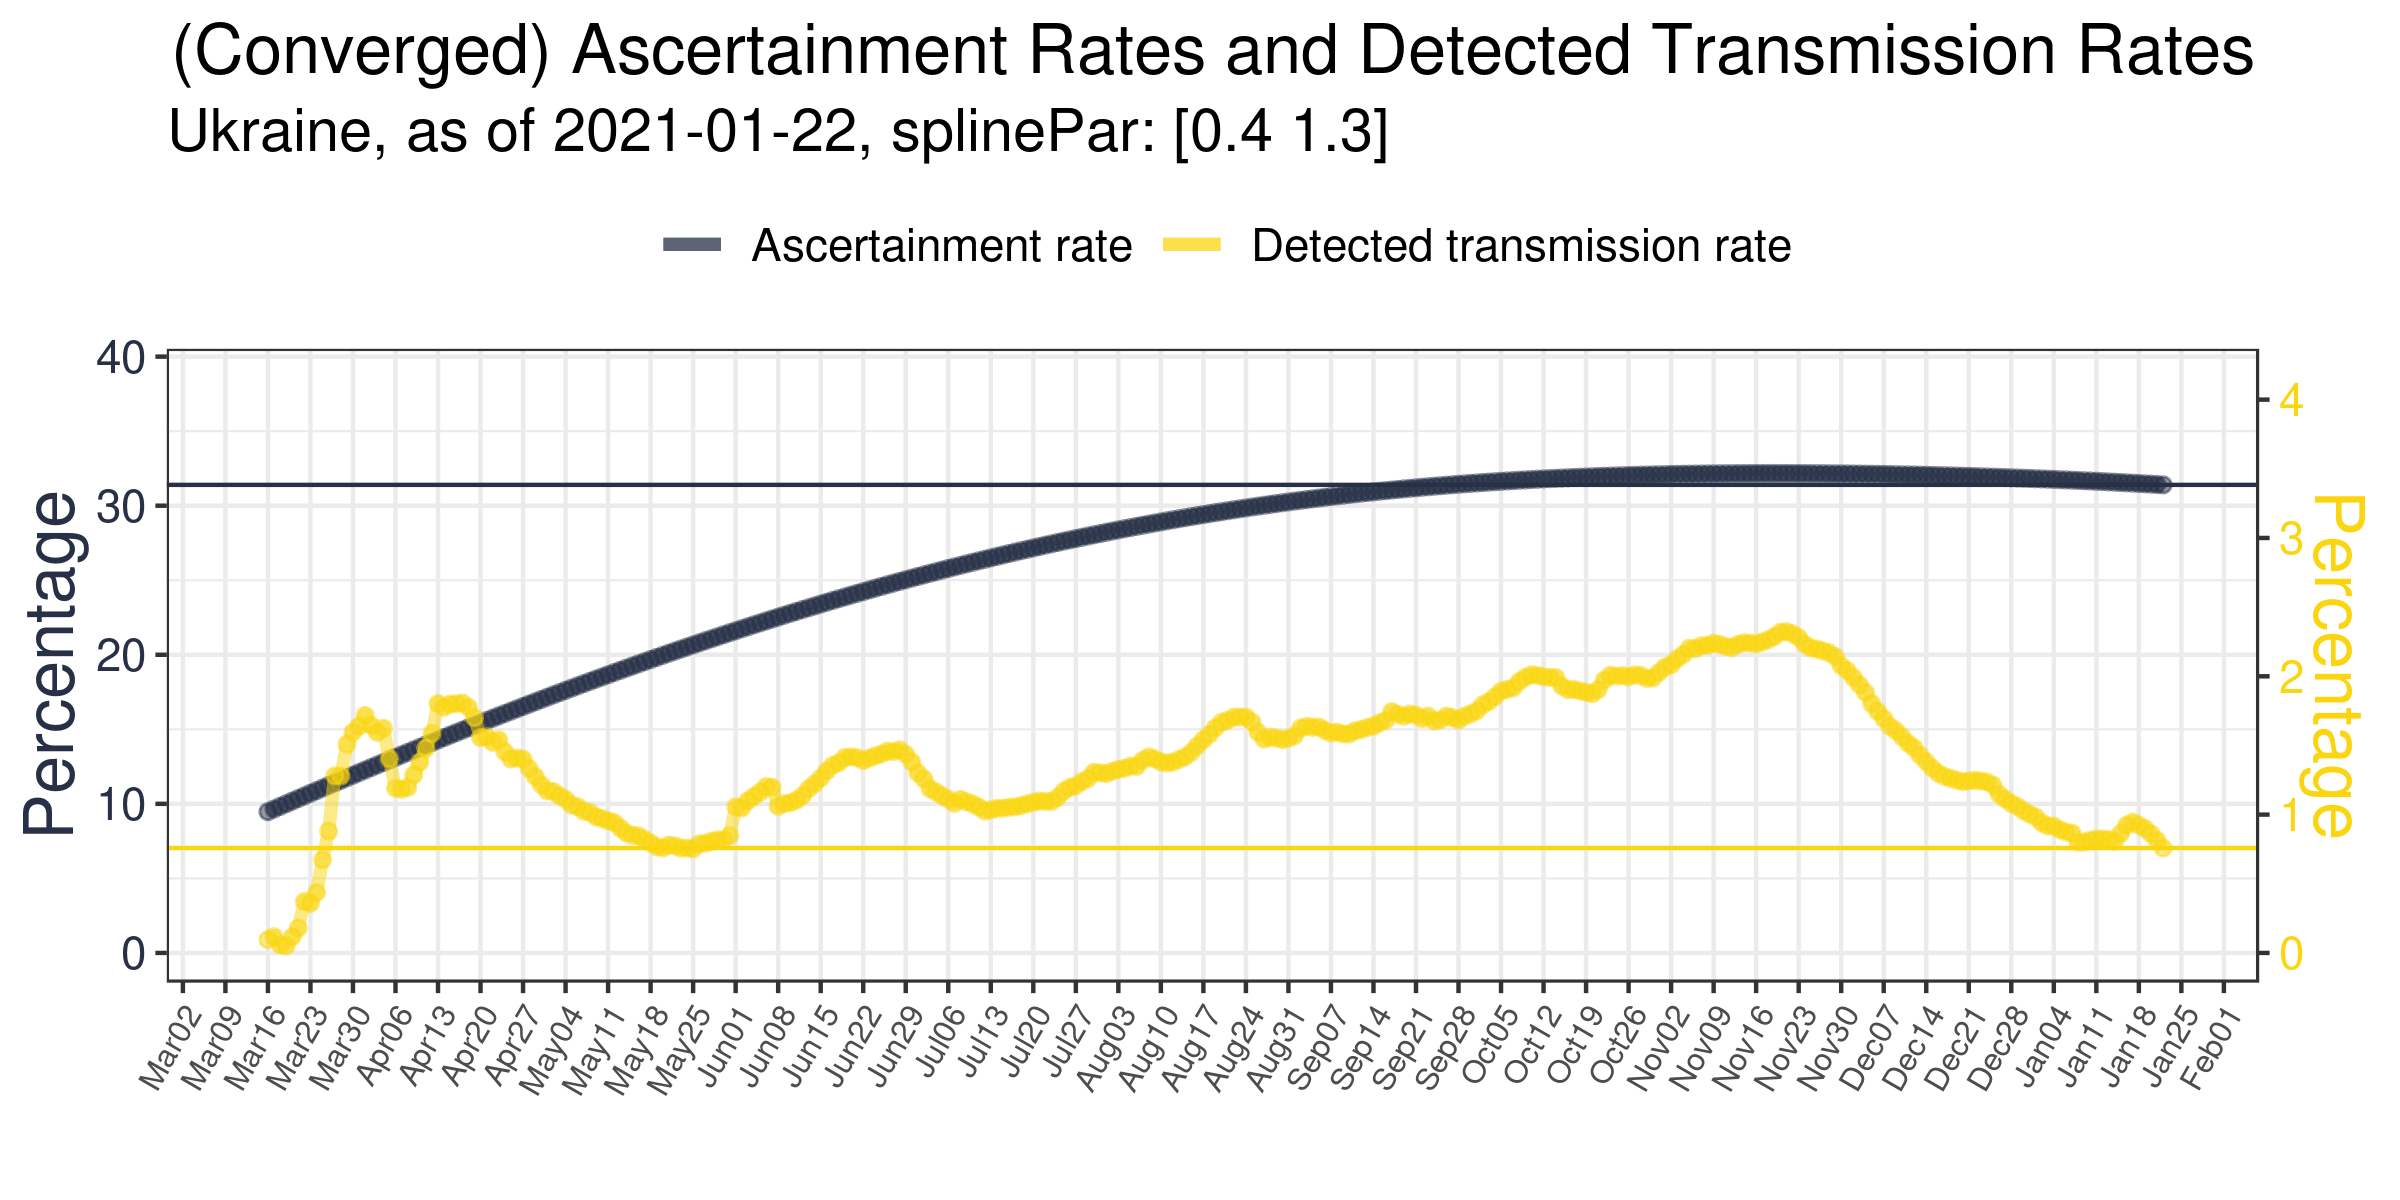 (Converged) Ascertainment Rates and Detected Transmission Rates
Ukraine, as of 2021-01-22, splinePar: [0.4 1.3]
Ascertainment rate
Detected transmission rate
Percentage
40
30
20
10
0
4
3
2
1
0
Percentage
Mar02
Mar09
Mar16
Mar23
Mar30
Apr06
Apr13
Apr20
Apr27
May04
May11
May18
May25
Jun01
Jun08
Jun15
Jun22
Jun29
Jul06
Jul13
Jul20
Jul27
Aug03
Aug10
Aug17
Aug24
Aug31
Sep07
Sep14
Sep21
Sep28
Oct05
Oct12
Oct19
Oct26
Nov02
Nov09
Nov16
Nov23
Nov30
Dec07
Dec14
Dec21
Dec28
Jan04
Jan11
Jan18
Jan25
Feb01